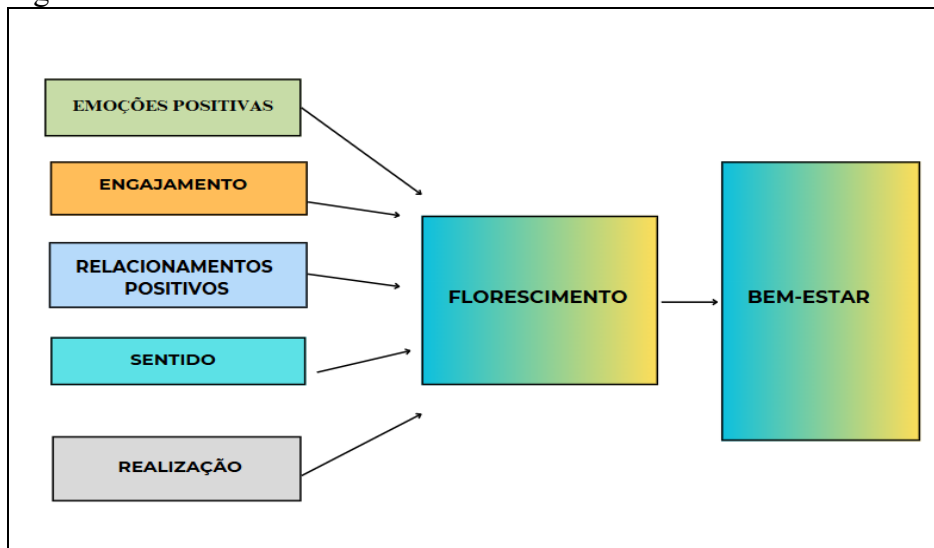 EMOÇÕES POSITIVAS
ENGAJAMENTO
RELACIONAMENTOS
POSITIVOS
SENTIDO
REALIZAÇÃO
FLORESCIMENTO
BEM-ESTAR